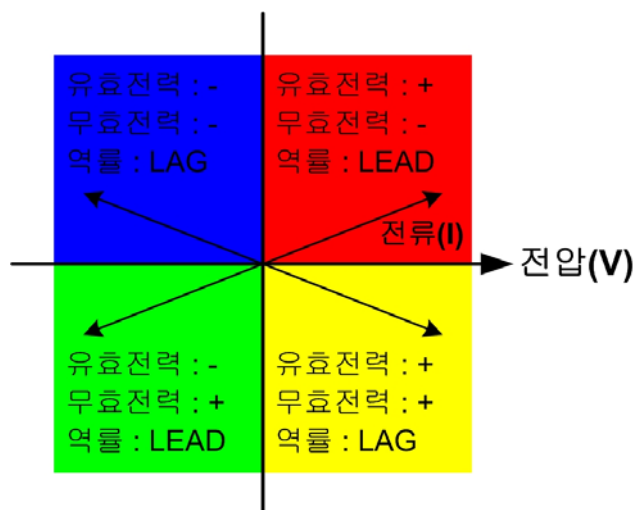 유효전력 : -
무효전력 : -
역률 : LAG
유효전력 : +
무효전력 : -
역률 : LEAD
전류(I)
전압(V)
유효전력 : -
무효전력 : +
역률 : LEAD
유효전력 : +
무효전력 : +
역률 : LAG